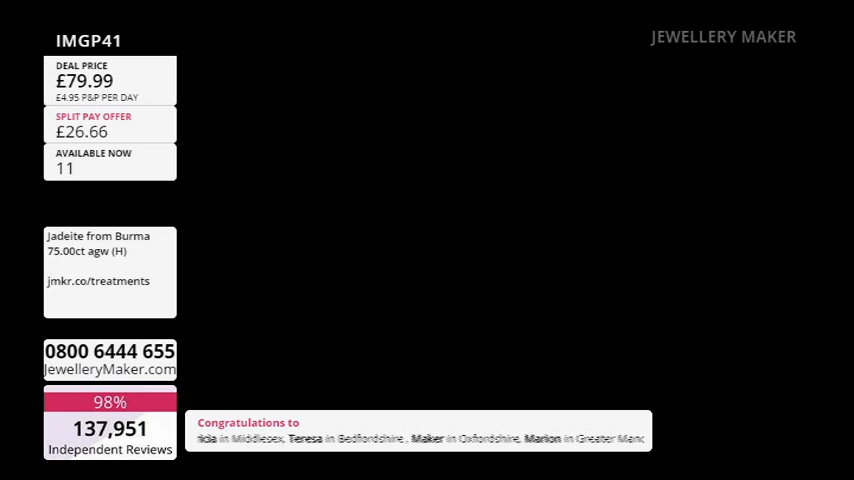 IMGP41
JEWELLERY MAKER
DEAL PRICE
£79.99
£4.95 P&P PER DAY
SPLIT PAY OFFER
£26.66
AVAILABLE NOW
11
Jadeite from Burma
75.00ct agw (H)
jmkr.co/treatments
0800 6444 655
JewelleryMaker.com
98%
137,951
Independent Reviews
Congratulations to
in Middlesex, Teresa in Bedfordshire, Maker in Oxfordshire, Marion in Greater